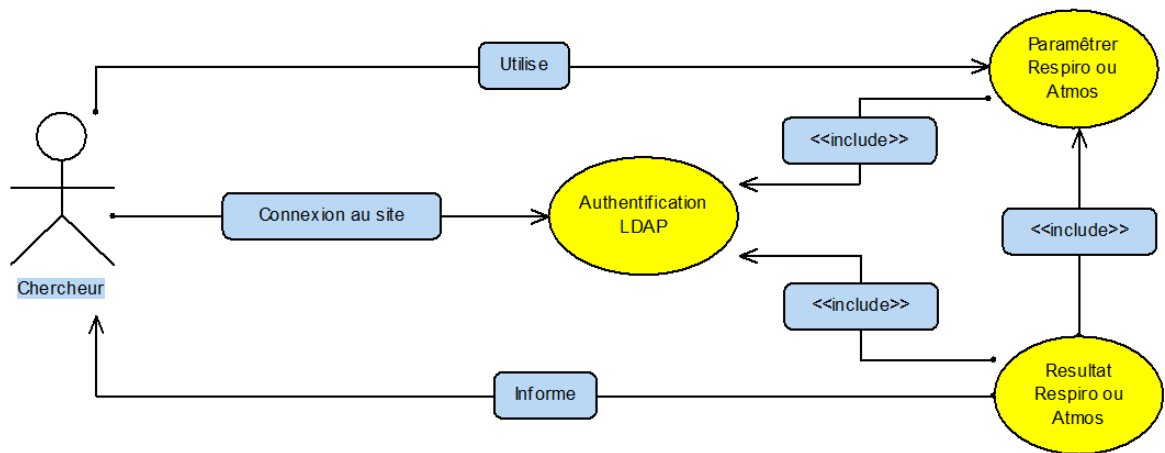 Utilise
Paramêtrer
Respiro ou
Atmos
<<include>>
Connexion au site
Authentification
LDAP
<<include>>
Chercheur
<<include>>
Informe
Resultat
Respiro ou
Atmos